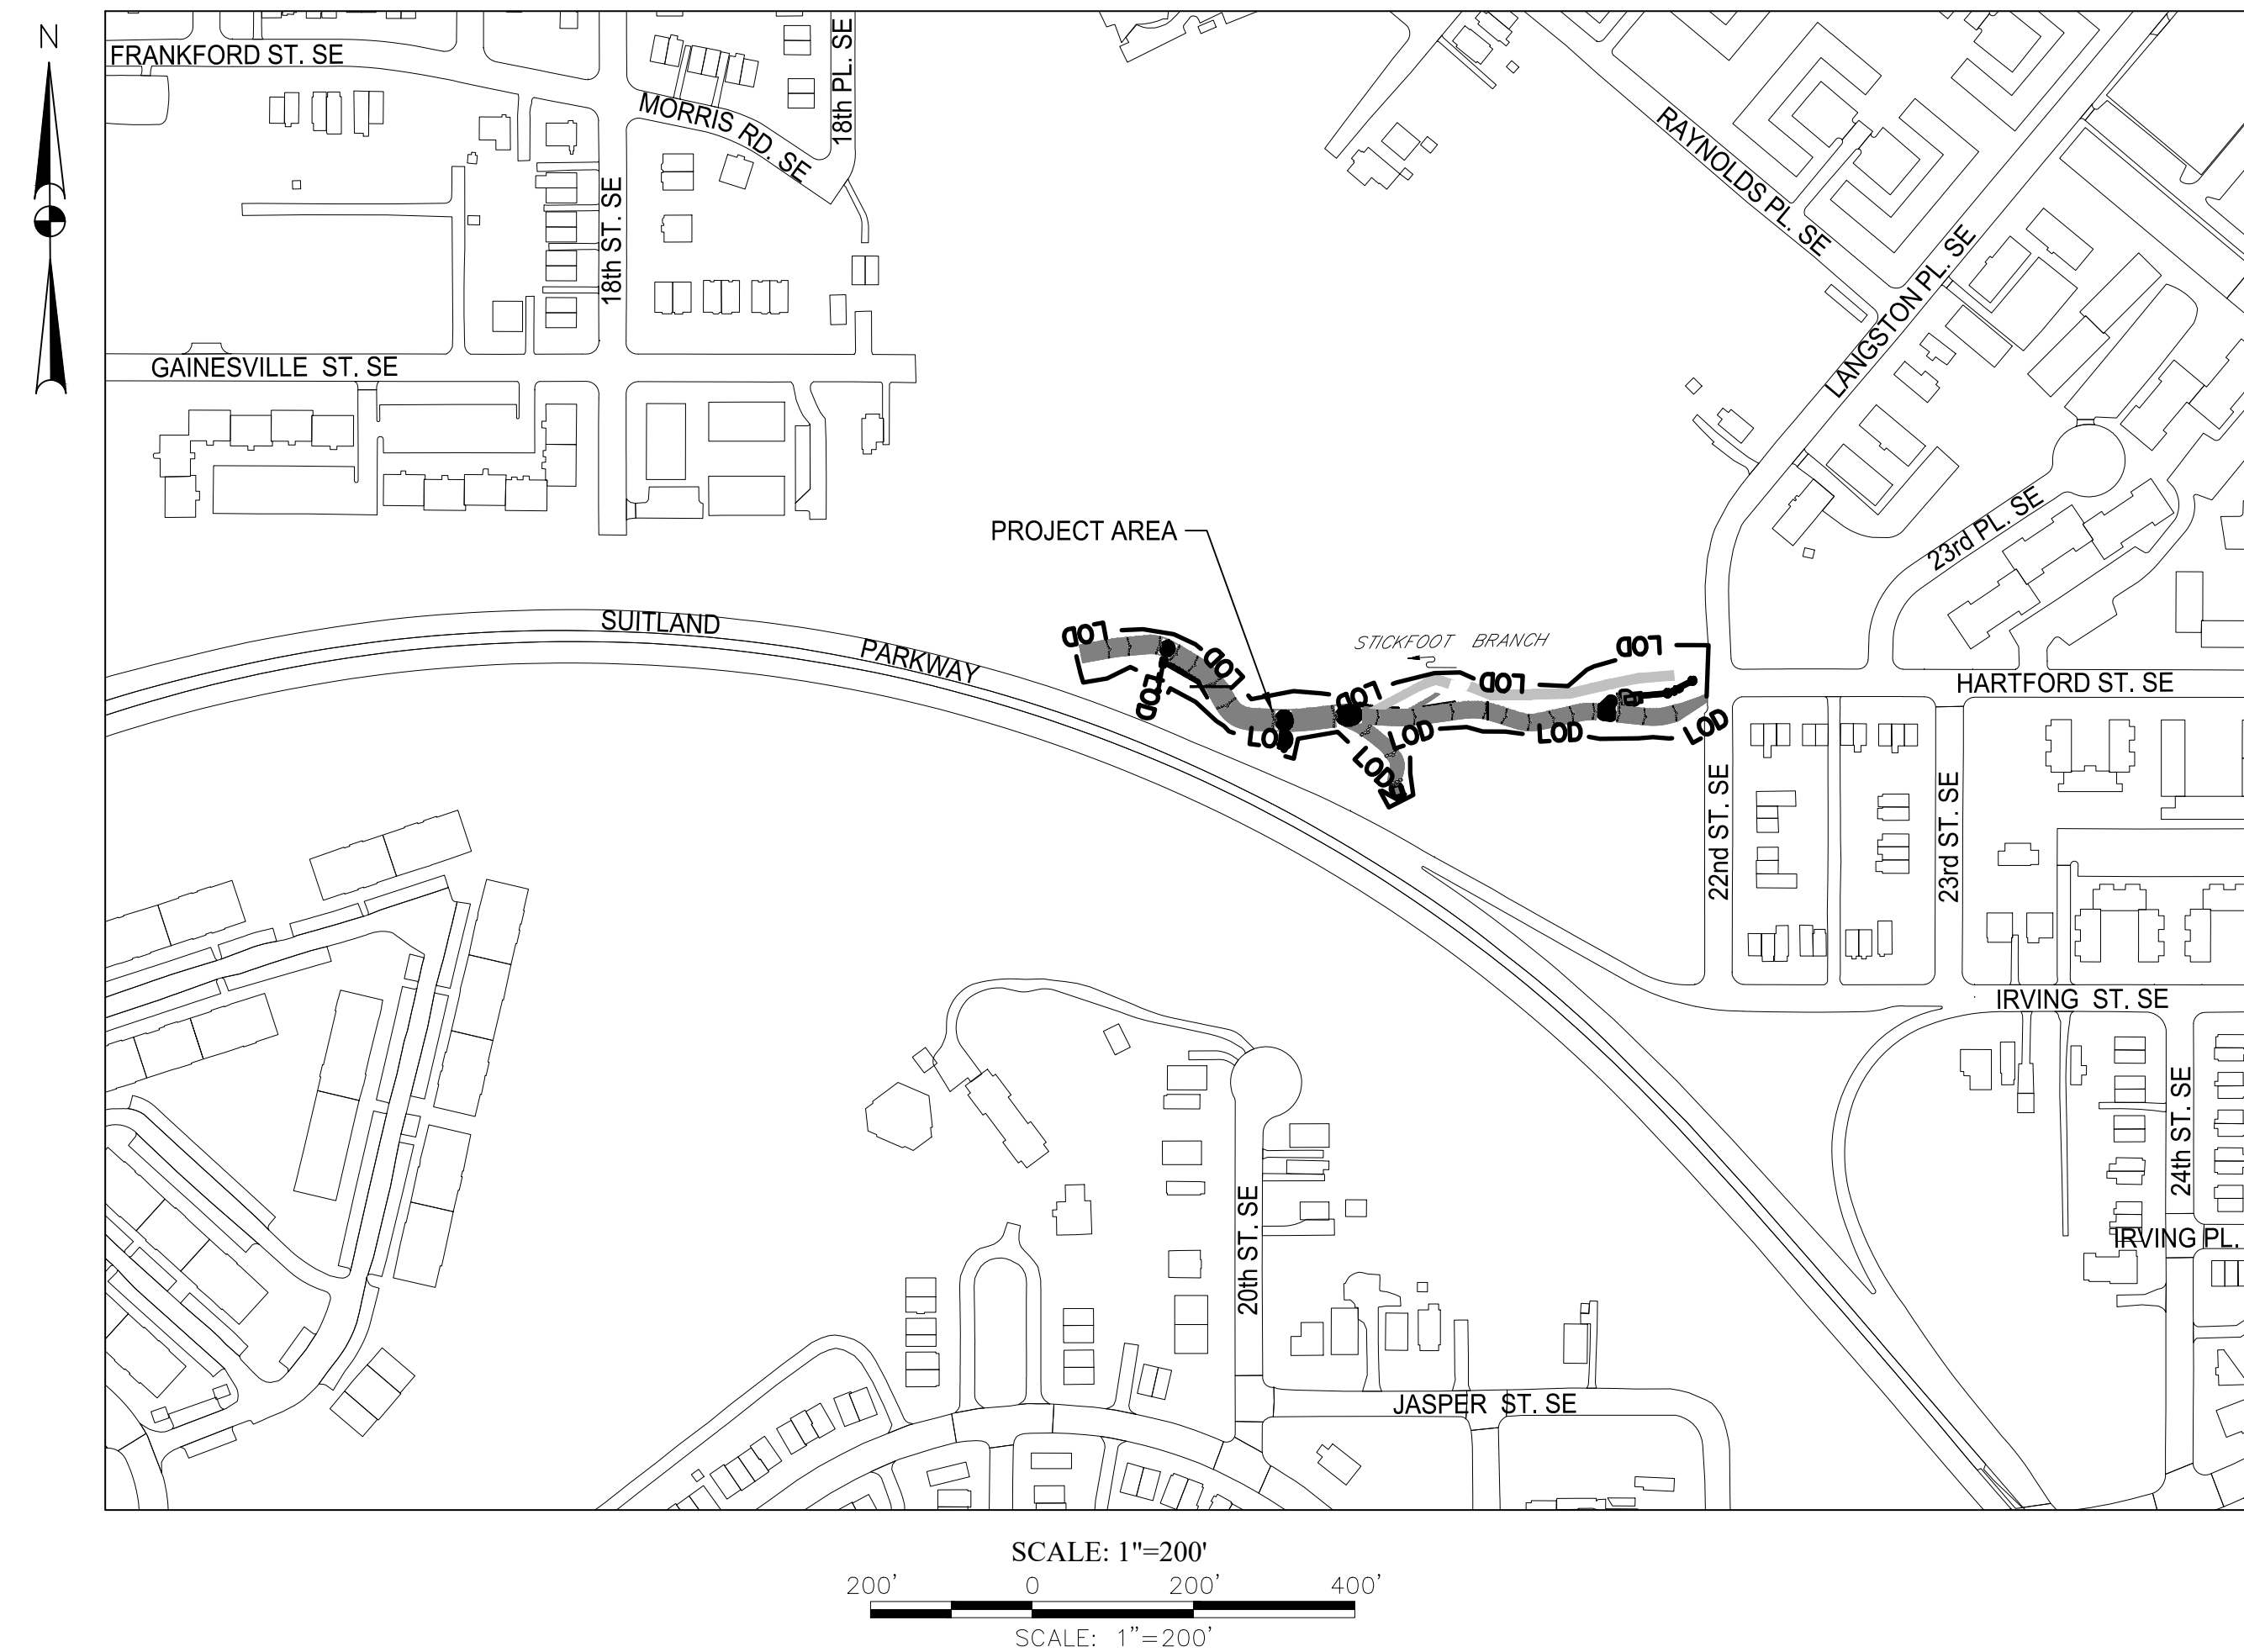 N
FRANKFORD ST. SE
MORRIS RD. SE
18th PL. SE
18th ST. SE
RAYNOLDS PL. SE
LANGSTON PL. SE
GAINESVILLE ST. SE
23rd PL. SE
PROJECT AREA
SUITLAND
PARKWAY
STICKFOOT BRANCH
LOD
LOD
LOD
LOD
LOD
LOD
LOD
LOD
LOD
LOD
LOD
HARTFORD ST. SE
22nd ST. SE
23rd ST. SE
IRVING ST. SE
24th ST. SE
IRVING PL.
20th ST. SE
JASPER ST. SE
SCALE: 1"=200'
200' 0 200' 400'
SCALE: 1"=200'